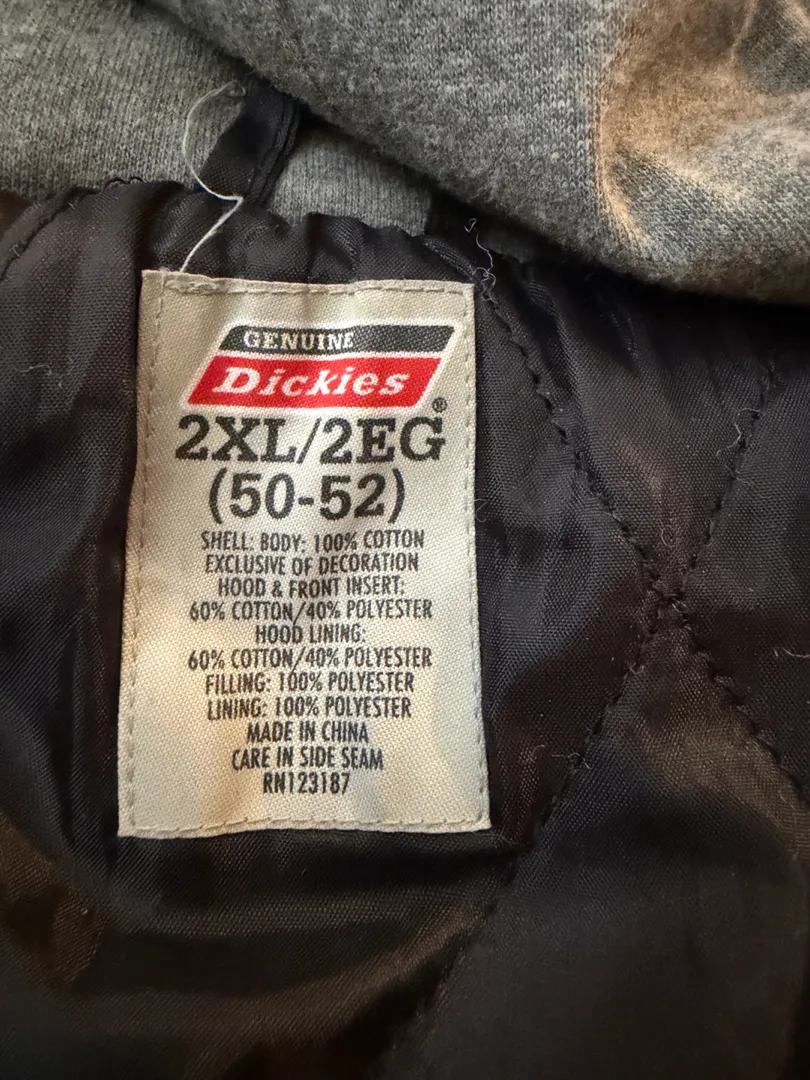 GENUINE
Dickies®
2XL/2EG
(50-52)
SHELL: BODY: 100% COTTON
EXCLUSIVE OF DECORATION
HOOD & FRONT INSERT:
60% COTTON/40% POLYESTER
HOOD LINING:
60% COTTON/40% POLYESTER
FILLING: 100% POLYESTER
LINING: 100% POLYESTER
MADE IN CHINA
CARE IN SIDE SEAM
RN123187